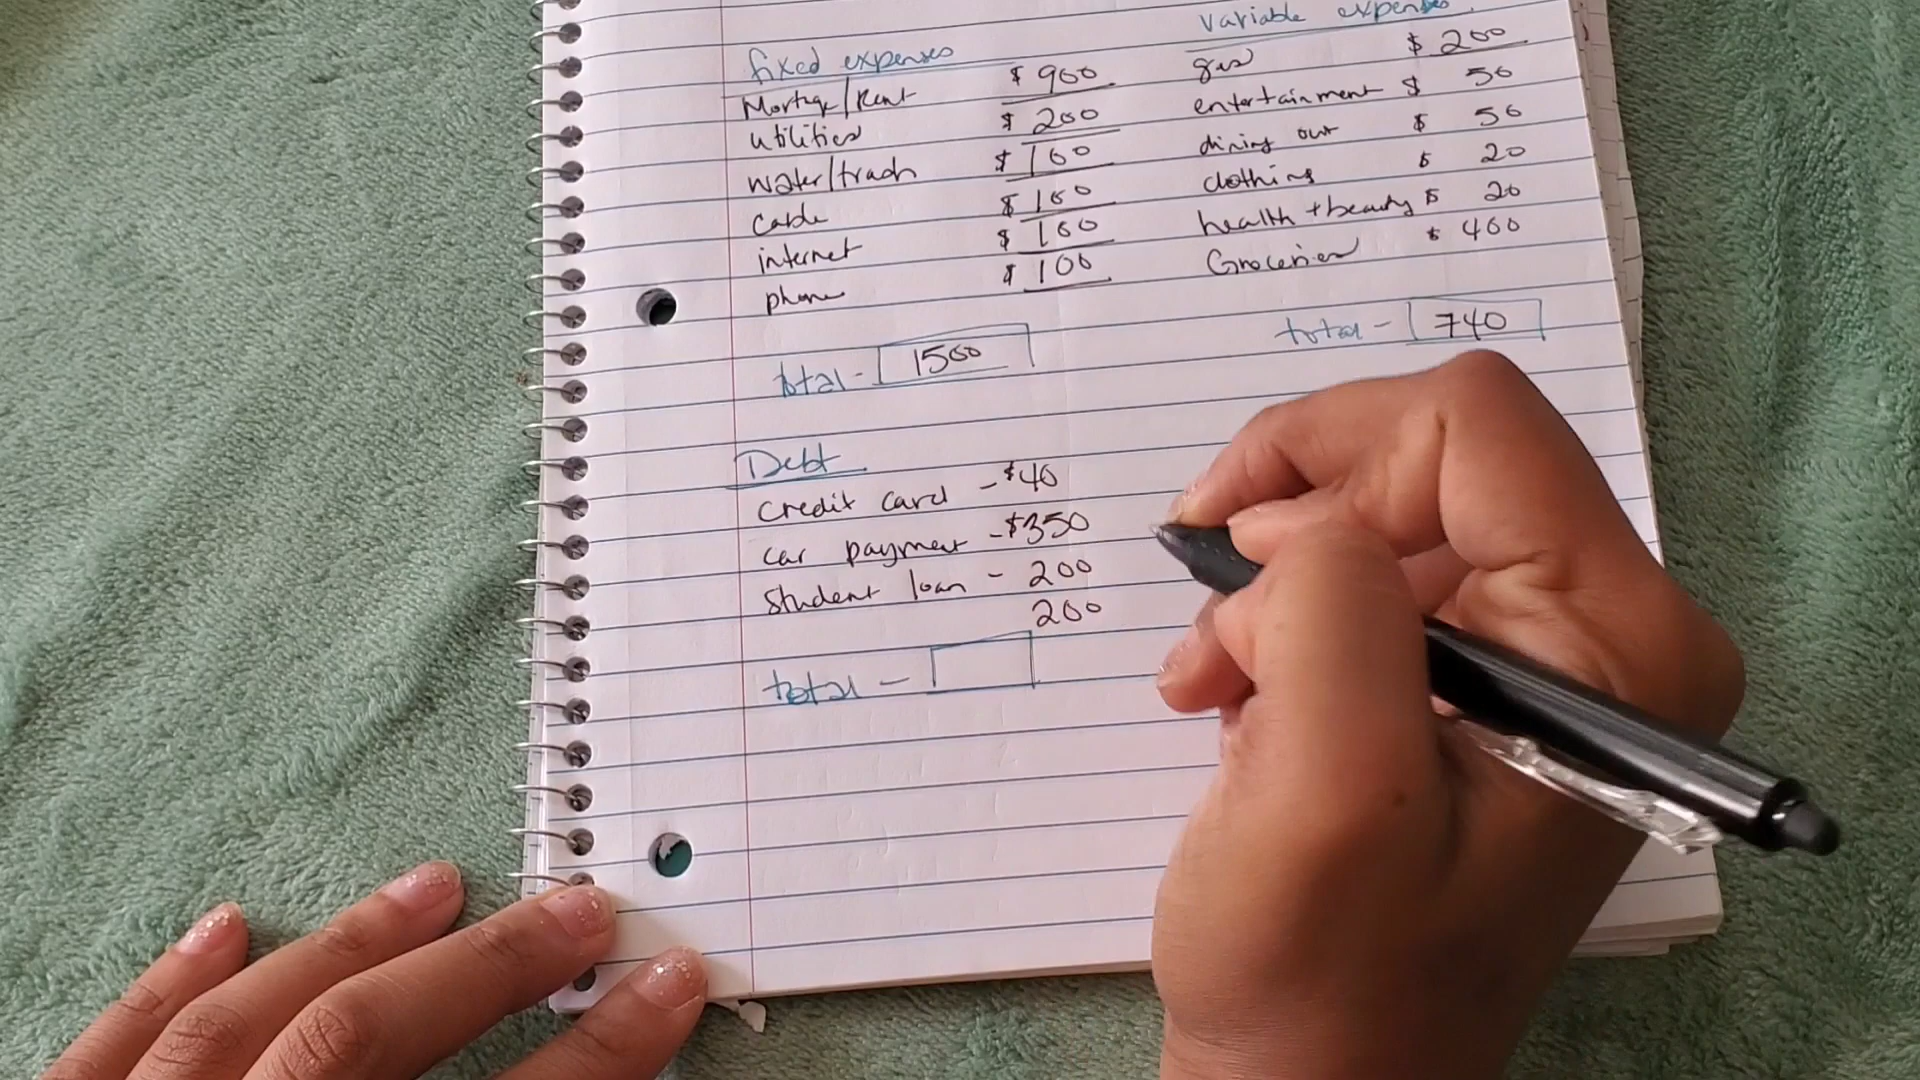 fixed expenses
Mortage/Rent $ 900
utilities $ 200
water/trash $ 100
Cable $ 100
internet $ 100
phone $ 100
total - 1500
variable expenses
gas $ 200
entertainment $ 50
dining out $ 50
clothing $ 20
health + beauty $ 20
Groceries $ 400
total - 740
Debt
credit card - $40
car payment - $350
student loan - 200
200
total -